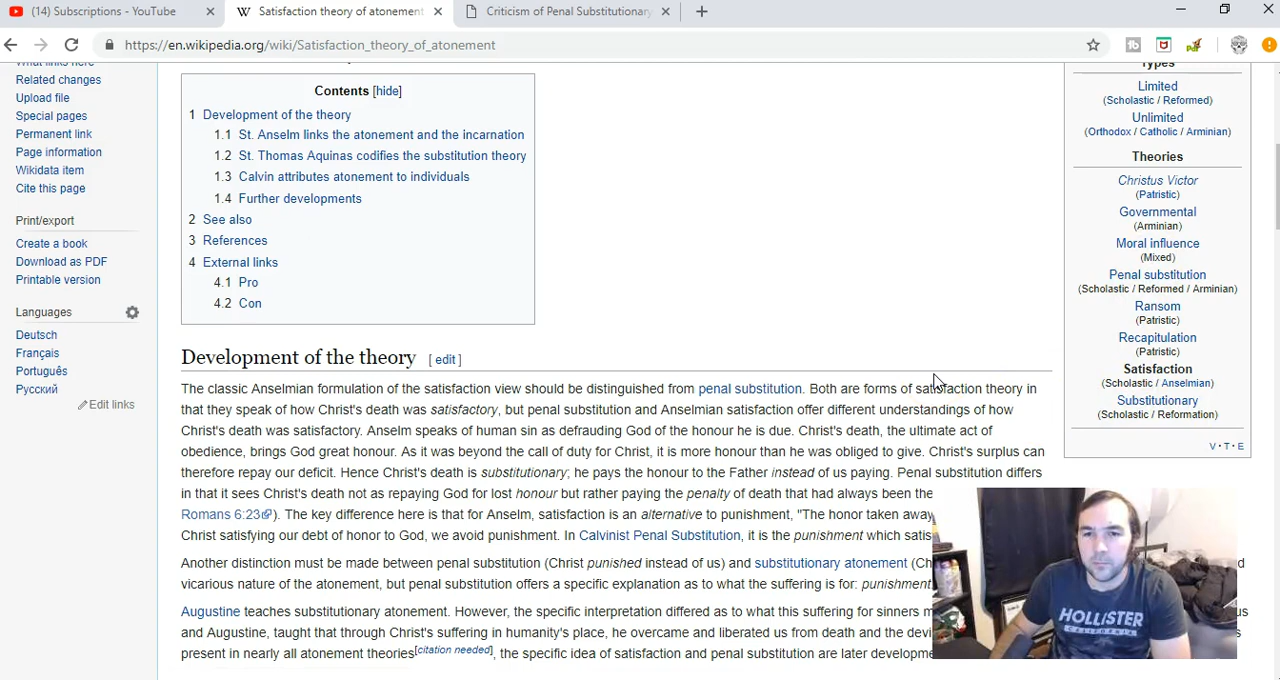 (14) Subscriptions - YouTube
Satisfaction theory of atonement
Criticism of Penal Substitutionary
https://en.wikipedia.org/wiki/Satisfaction_theory_of_atonement
What links here
Related changes
Upload file
Special pages
Permanent link
Page information
Wikidata item
Cite this page
Print/export
Create a book
Download as PDF
Printable version
Languages
Deutsch
Français
Português
Русский
Edit links
Contents [hide]
1 Development of the theory
1.1 St. Anselm links the atonement and the incarnation
1.2 St. Thomas Aquinas codifies the substitution theory
1.3 Calvin attributes atonement to individuals
1.4 Further developments
2 See also
3 References
4 External links
4.1 Pro
4.2 Con
Development of the theory [ edit ]
The classic Anselmian formulation of the satisfaction view should be distinguished from penal substitution. Both are forms of satisfaction theory in
that they speak of how Christ's death was satisfactory, but penal substitution and Anselmian satisfaction offer different understandings of how
Christ's death was satisfactory. Anselm speaks of human sin as defrauding God of the honour he is due. Christ's death, the ultimate act of
obedience, brings God great honour. As it was beyond the call of duty for Christ, it is more honour than he was obliged to give. Christ's surplus can
therefore repay our deficit. Hence Christ's death is substitutionary; he pays the honour to the Father instead of us paying. Penal substitution differs
in that it sees Christ's death not as repaying God for lost honour but rather paying the penalty of death that had always been the
Romans 6:23). The key difference here is that for Anselm, satisfaction is an alternative to punishment, "The honor taken away
Christ satisfying our debt of honor to God, we avoid punishment. In Calvinist Penal Substitution, it is the punishment which satis
Another distinction must be made between penal substitution (Christ punished instead of us) and substitutionary atonement (Ch
vicarious nature of the atonement, but penal substitution offers a specific explanation as to what the suffering is for: punishment.
Augustine teaches substitutionary atonement. However, the specific interpretation differed as to what this suffering for sinners m
and Augustine, taught that through Christ's suffering in humanity's place, he overcame and liberated us from death and the devi
present in nearly all atonement theories[citation needed], the specific idea of satisfaction and penal substitution are later developme
Types
Limited
(Scholastic / Reformed)
Unlimited
(Orthodox / Catholic / Arminian)
Theories
Christus Victor
(Patristic)
Governmental
(Arminian)
Moral influence
(Mixed)
Penal substitution
(Scholastic / Reformed / Arminian)
Ransom
(Patristic)
Recapitulation
(Patristic)
Satisfaction
(Scholastic / Anselmian)
Substitutionary
(Scholastic / Reformation)
V · T · E
HOLLISTER
CALIFORNIA